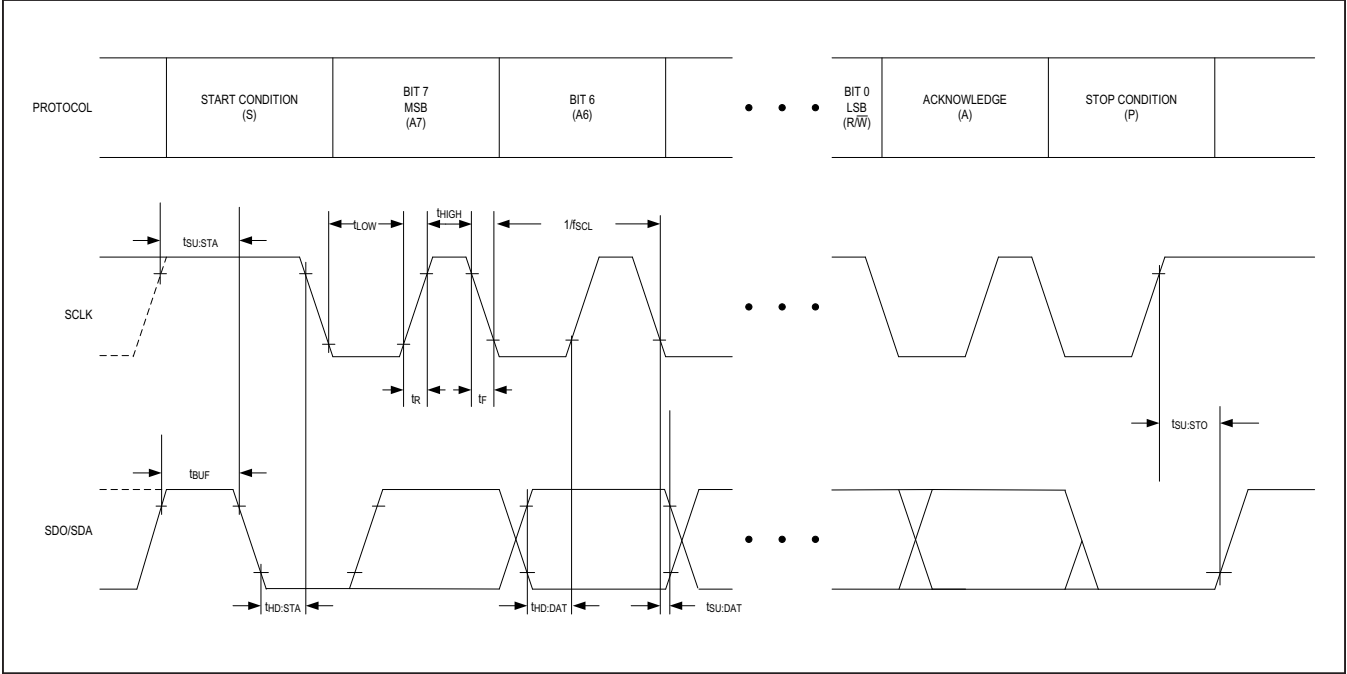 PROTOCOL
START CONDITION
(S)
BIT 7
MSB
(A7)
BIT 6
(A6)
BIT 0
LSB
(R/W̅)
ACKNOWLEDGE
(A)
STOP CONDITION
(P)
tSU:STA
tLOW
tHIGH
1/fSCL
SCLK
tR
tF
tSU:STO
tBUF
SDO/SDA
tHD:STA
tHD:DAT
tSU:DAT